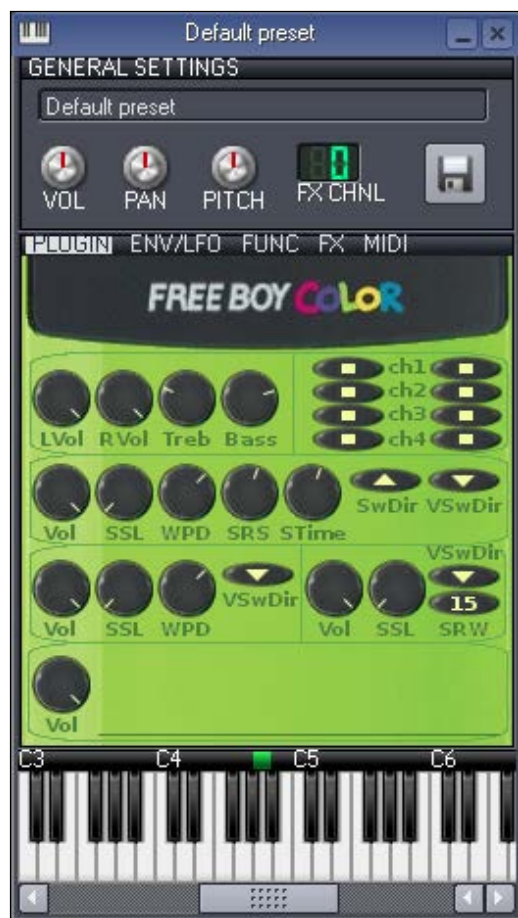 Default preset
GENERAL SETTINGS
Default preset
VOL PAN PITCH FX CHNL
0
PLUGIN ENV/LFO FUNC FX MIDI
FREE BOY COLOR
LVol RVol Treb Bass
ch1
ch2
ch3
ch4
Vol SSL WPD SRS STime SwDir VSwDir
Vol SSL WPD VSwDir
VSwDir
15
Vol SSL SRW
Vol
C3 C4 C5 C6